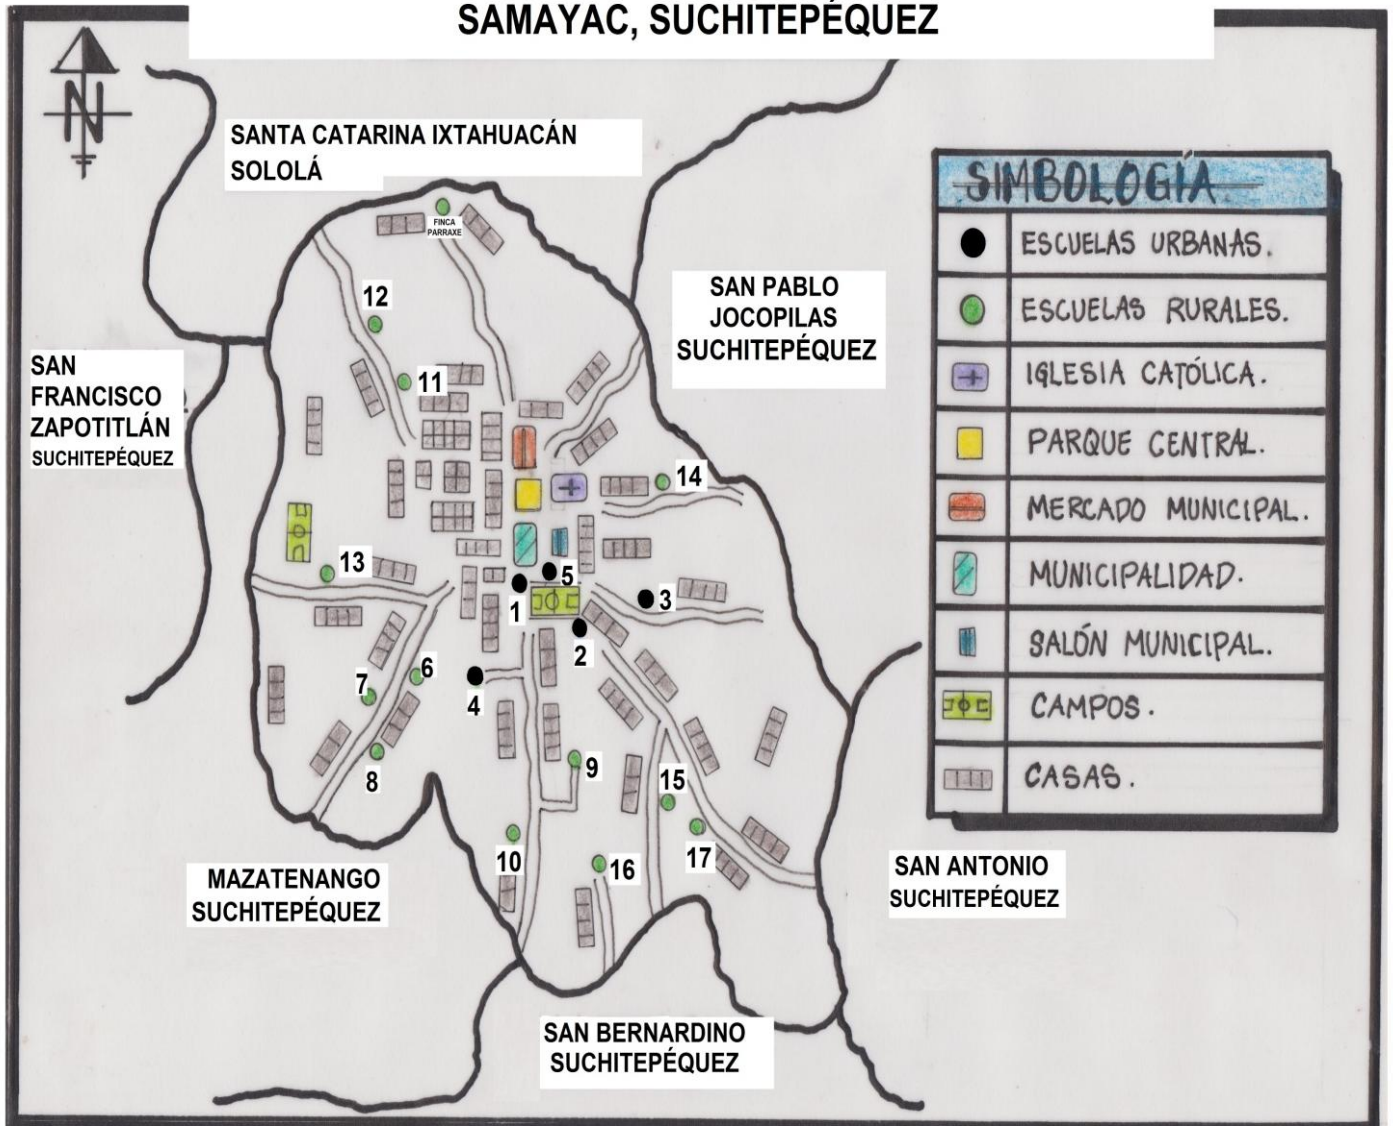 SAMAYAC, SUCHITEPÉQUEZ
N
SANTA CATARINA IXTAHUACÁN
SOLOLÁ
FINCA
PARRAXE
SAN PABLO
JOCOPILAS
SUCHITEPÉQUEZ
SAN
FRANCISCO
ZAPOTITLÁN
SUCHITEPÉQUEZ
12
11
14
13
5
1
3
2
6
7
4
8
9
15
10
16
17
MAZATENANGO
SUCHITEPÉQUEZ
SAN ANTONIO
SUCHITEPÉQUEZ
SAN BERNARDINO
SUCHITEPÉQUEZ
SIMBOLOGÍA
ESCUELAS URBANAS.
ESCUELAS RURALES.
IGLESIA CATÓLICA.
PARQUE CENTRAL.
MERCADO MUNICIPAL.
MUNICIPALIDAD.
SALÓN MUNICIPAL.
CAMPOS.
CASAS.